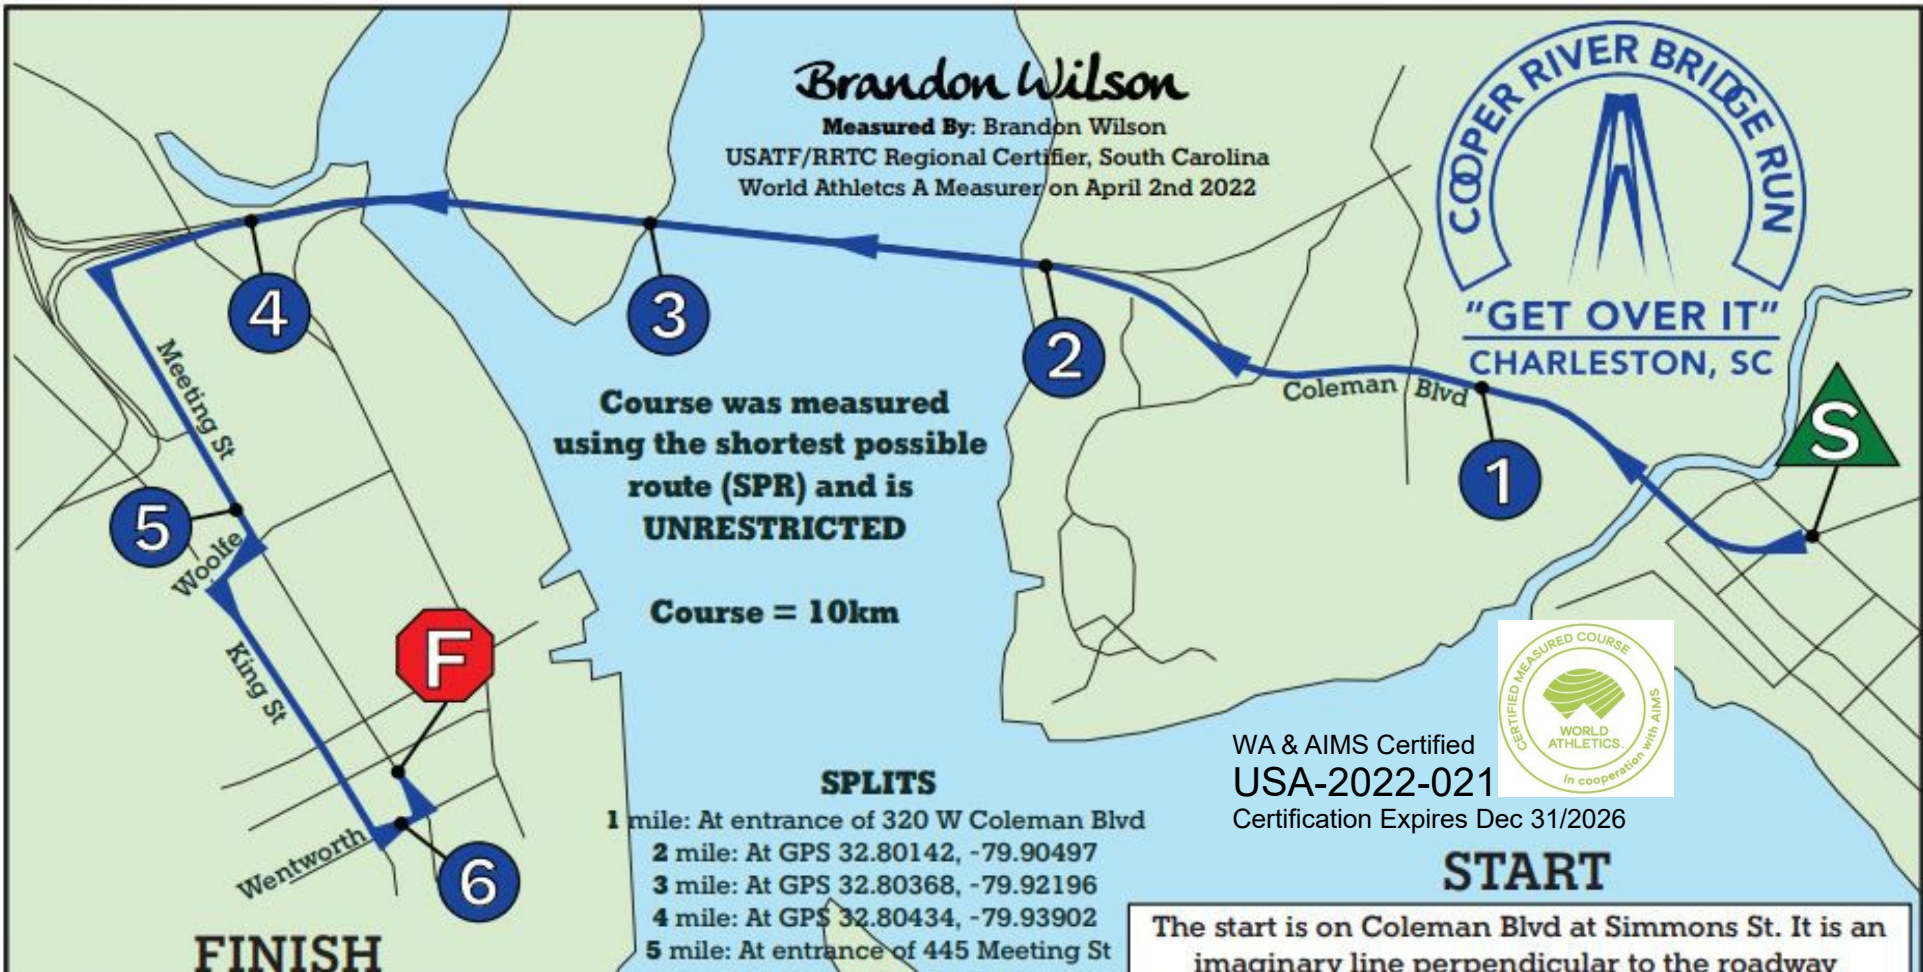 Brandon Wilson
Measured By: Brandon Wilson
USATF/RRTC Regional Certifier, South Carolina
World Athletcs A Measurer on April 2nd 2022
COOPER RIVER BRIDGE RUN
"GET OVER IT"
CHARLESTON, SC
4
3
2
1
S
Coleman Blvd
Meeting St
Course was measured
using the shortest possible
route (SPR) and is
UNRESTRICTED
Course = 10km
5
Woolfe
F
King St
Wentworth
6
CERTIFIED MEASURED COURSE
WORLD
ATHLETICS.
In cooperation with AIMS
WA & AIMS Certified
USA-2022-021
Certification Expires Dec 31/2026
SPLITS
1 mile: At entrance of 320 W Coleman Blvd
2 mile: At GPS 32.80142, -79.90497
3 mile: At GPS 32.80368, -79.92196
4 mile: At GPS 32.80434, -79.93902
5 mile: At entrance of 445 Meeting St
FINISH
START
The start is on Coleman Blvd at Simmons St. It is an
imaginary line perpendicular to the roadway